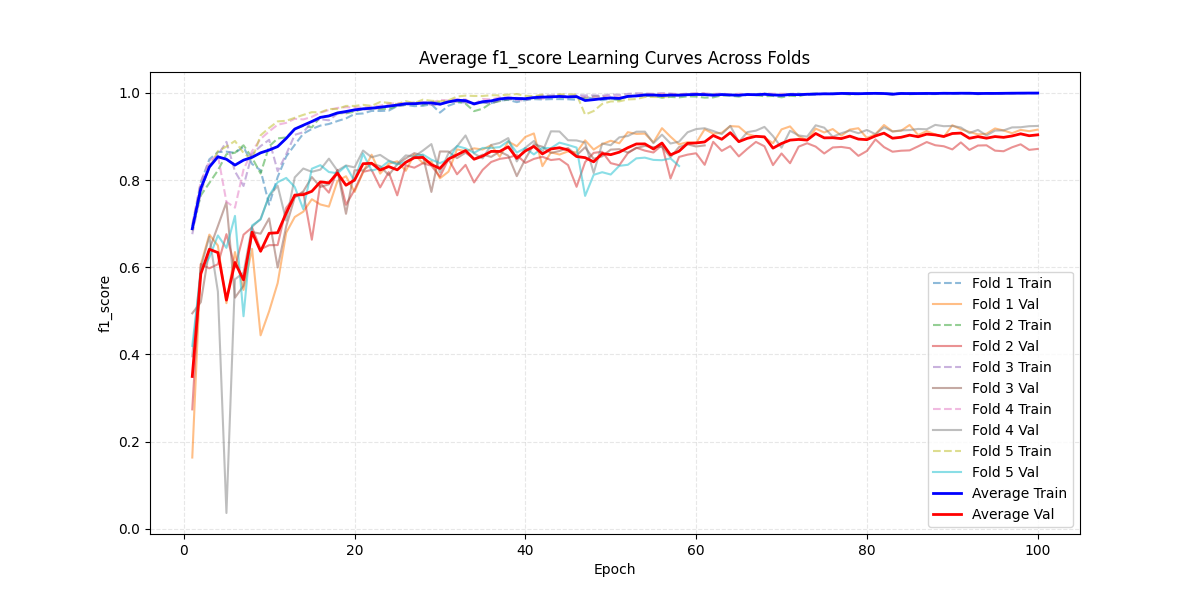 Average f1_score Learning Curves Across Folds
f1_score
1.0
0.8
0.6
0.4
0.2
0.0
0
20
40
60
80
100
Epoch
Fold 1 Train
Fold 1 Val
Fold 2 Train
Fold 2 Val
Fold 3 Train
Fold 3 Val
Fold 4 Train
Fold 4 Val
Fold 5 Train
Fold 5 Val
Average Train
Average Val